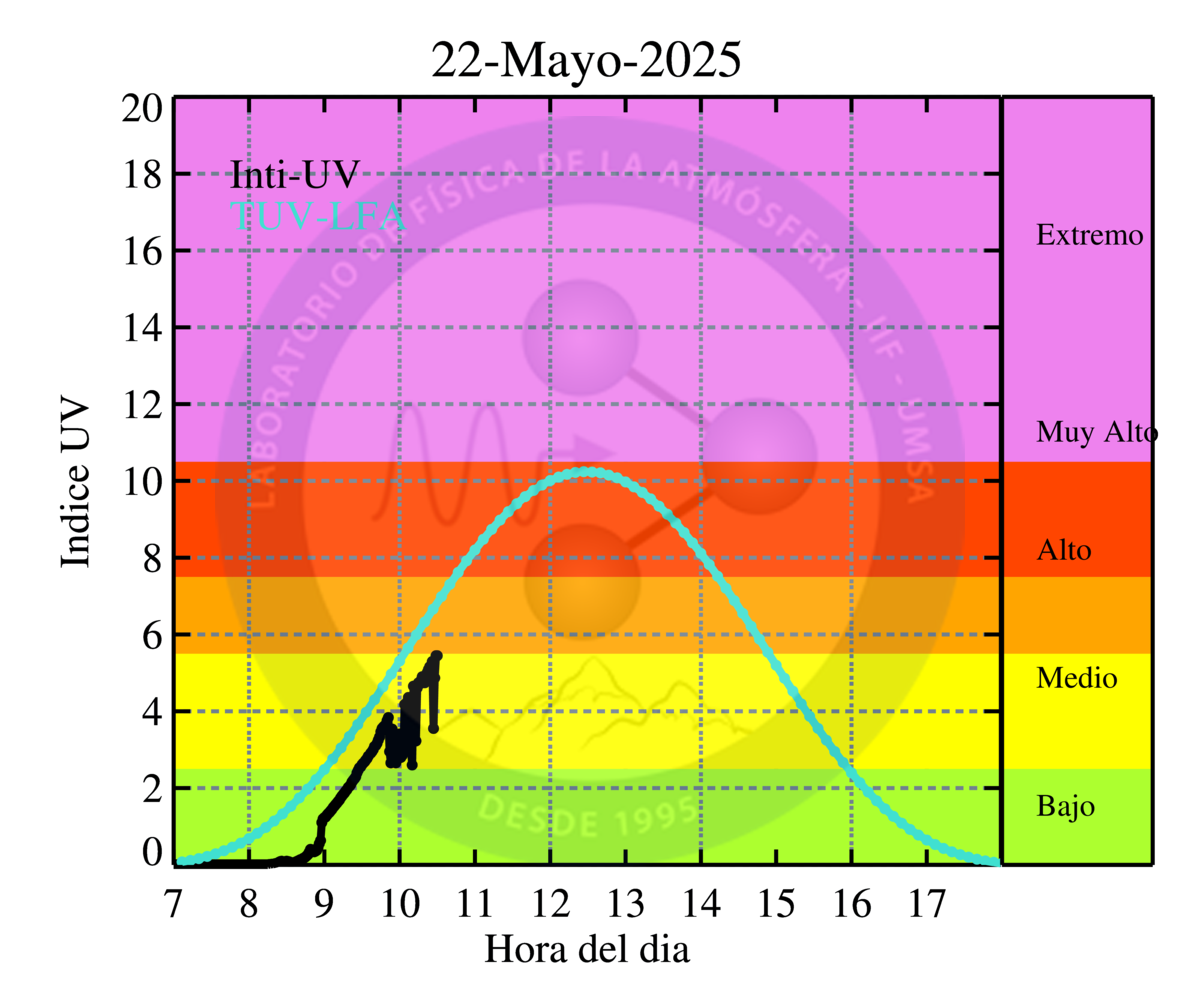 22-Mayo-2025
20
18
16
14
12
10
8
6
4
2
0
Indice UV
Inti-UV
TUV-LFA
LABORATORIO DE FÍSICA DE LA ATMÓSFERA - IIF - UMSA
DESDE 1995
Extremo
Muy Alto
Alto
Medio
Bajo
7 8 9 10 11 12 13 14 15 16 17
Hora del dia